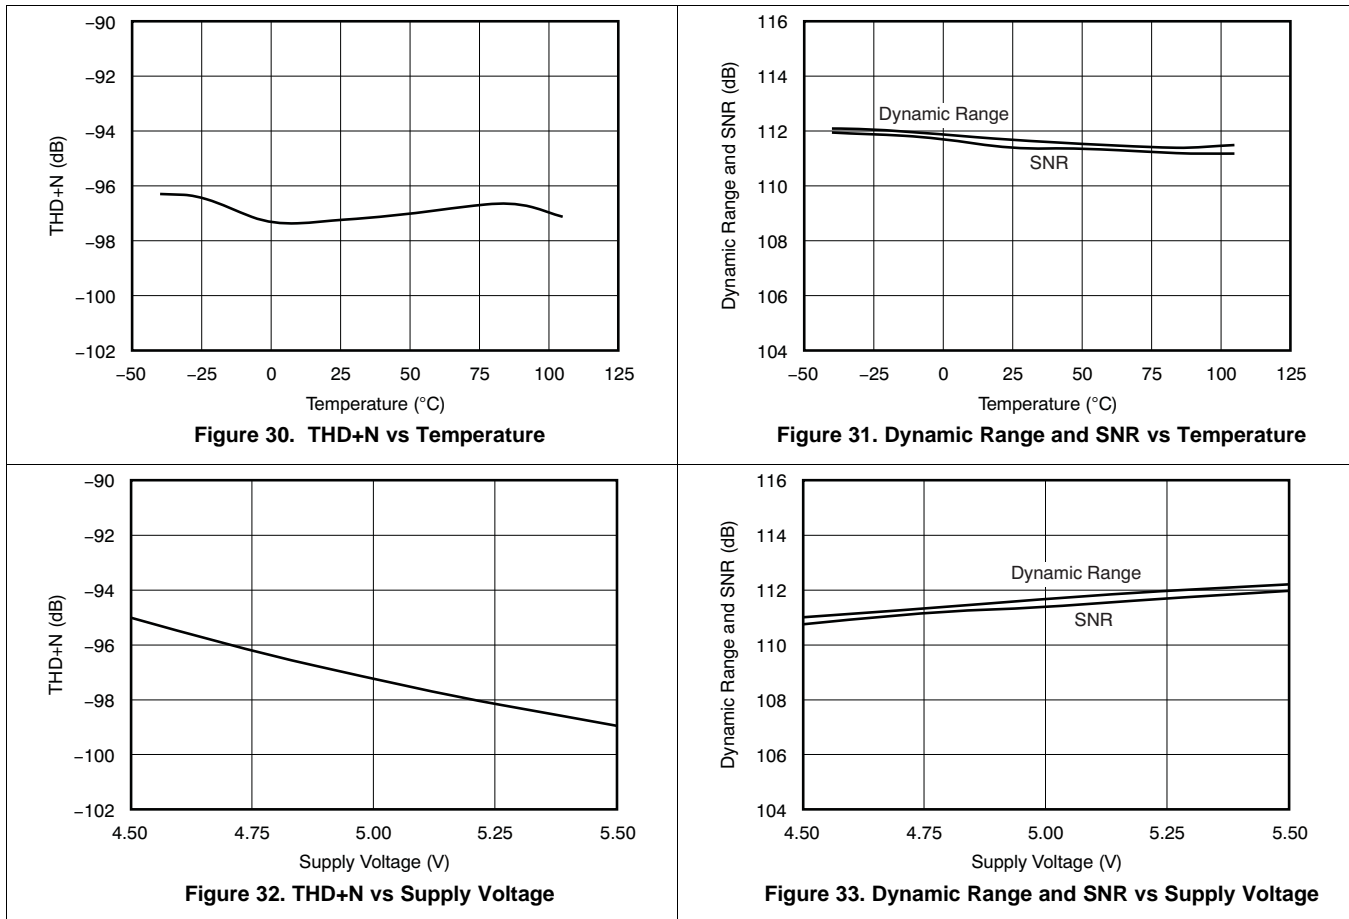 −90
−92
−94
−96
−98
−100
−102
THD+N (dB)
−50 −25 0 25 50 75 100 125
Temperature (°C)
Figure 30. THD+N vs Temperature
116
114
112
110
108
106
104
Dynamic Range and SNR (dB)
Dynamic Range
SNR
−50 −25 0 25 50 75 100 125
Temperature (°C)
Figure 31. Dynamic Range and SNR vs Temperature
−90
−92
−94
−96
−98
−100
−102
THD+N (dB)
4.50 4.75 5.00 5.25 5.50
Supply Voltage (V)
Figure 32. THD+N vs Supply Voltage
116
114
112
110
108
106
104
Dynamic Range and SNR (dB)
Dynamic Range
SNR
4.50 4.75 5.00 5.25 5.50
Supply Voltage (V)
Figure 33. Dynamic Range and SNR vs Supply Voltage